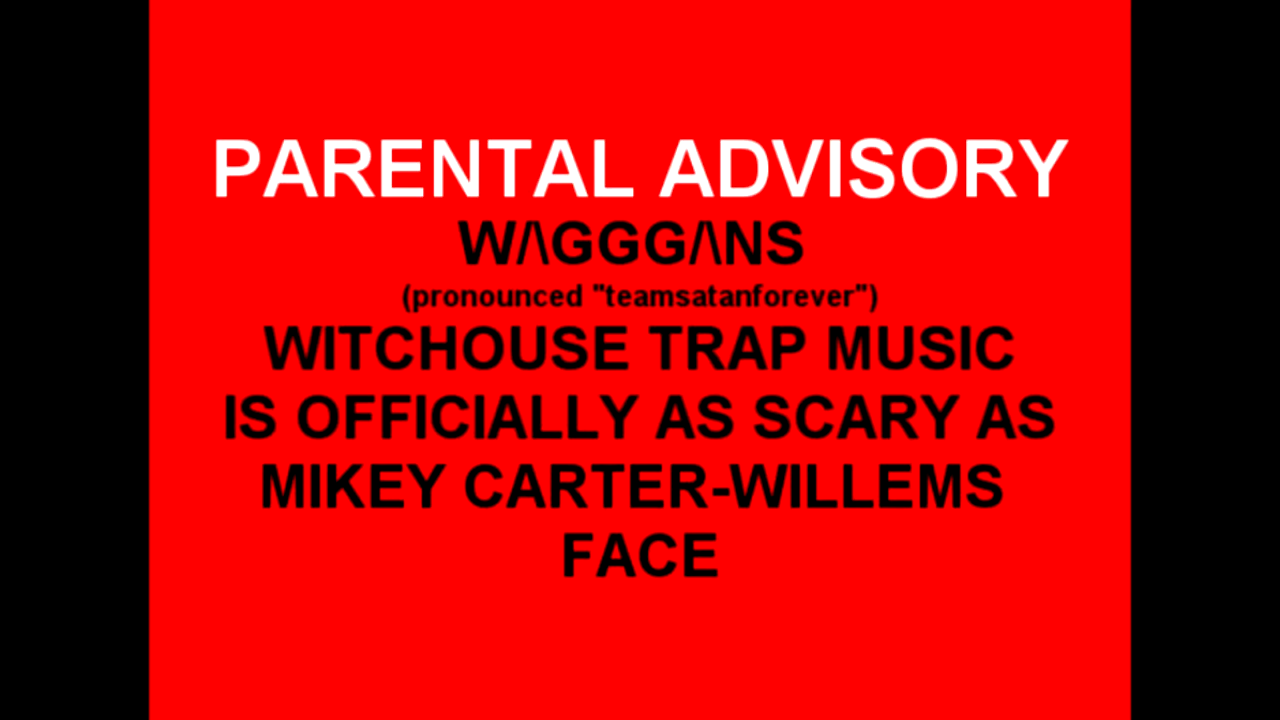 PARENTAL ADVISORY
W/\GGG/\NS
(pronounced "teamsatanforever")
WITCHOUSE TRAP MUSIC
IS OFFICIALLY AS SCARY AS
MIKEY CARTER-WILLEMS
FACE